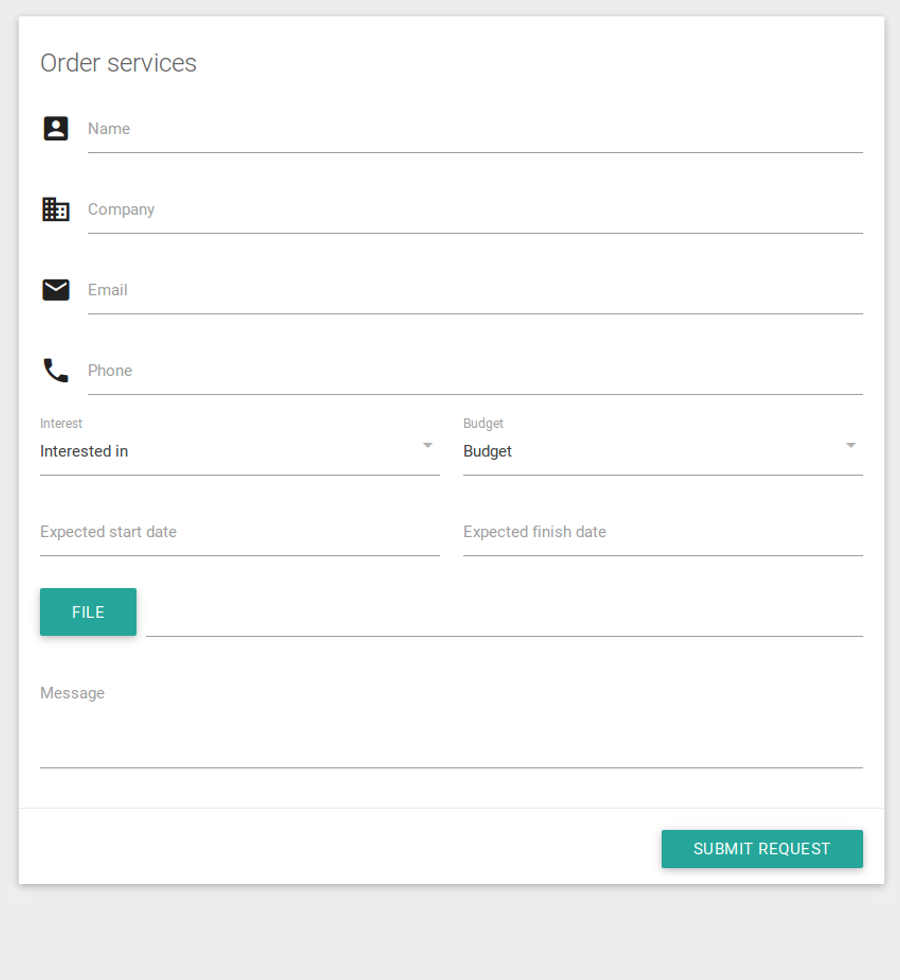 Order services
Name
Company
Email
Phone
Interest
Budget
Interested in
Budget
Expected start date
Expected finish date
FILE
Message
SUBMIT REQUEST